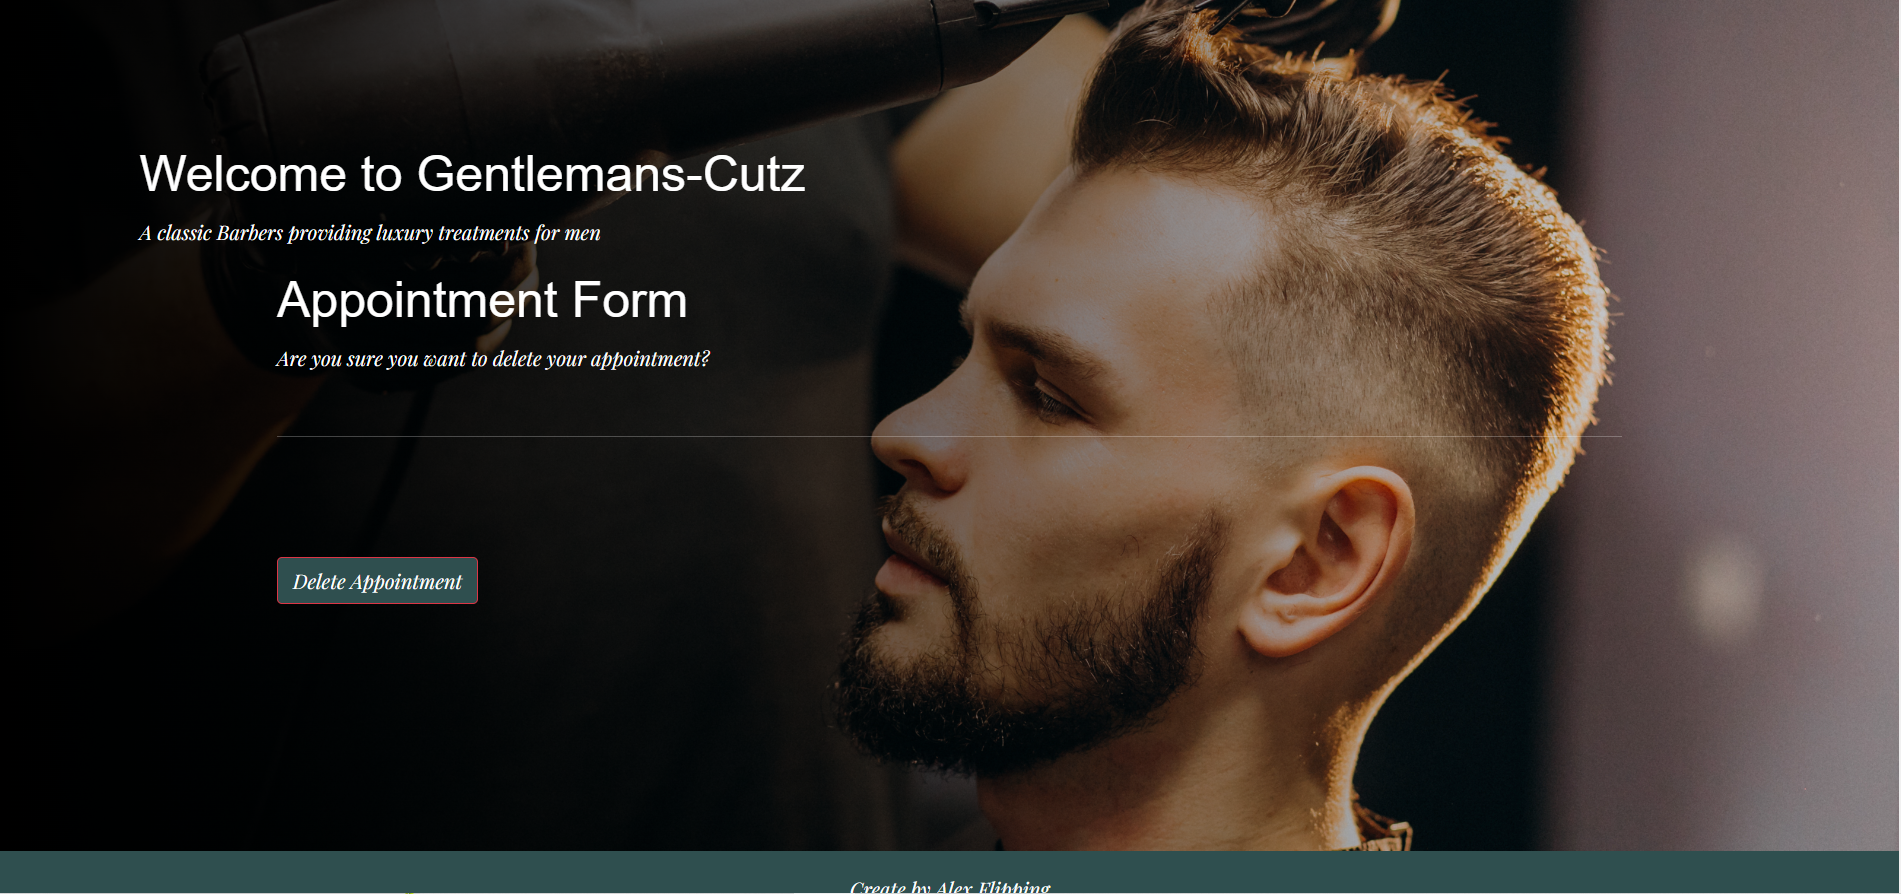 Welcome to Gentlemans-Cutz
A classic Barbers providing luxury treatments for men
Appointment Form
Are you sure you want to delete your appointment?
Delete Appointment
Create by Alex Flipping